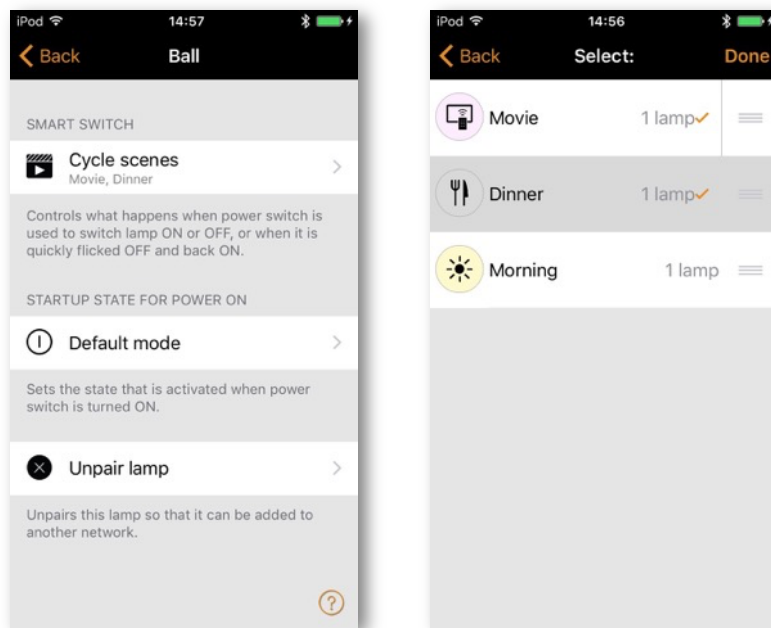 iPod 14:57
Back Ball
SMART SWITCH
Cycle scenes
Movie, Dinner
Controls what happens when power switch is
used to switch lamp ON or OFF, or when it is
quickly flicked OFF and back ON.
STARTUP STATE FOR POWER ON
Default mode
Sets the state that is activated when power
switch is turned ON.
Unpair lamp
Unpairs this lamp so that it can be added to
another network.
?
iPod 14:56
Back Select: Done
Movie 1 lamp
Dinner 1 lamp
Morning 1 lamp